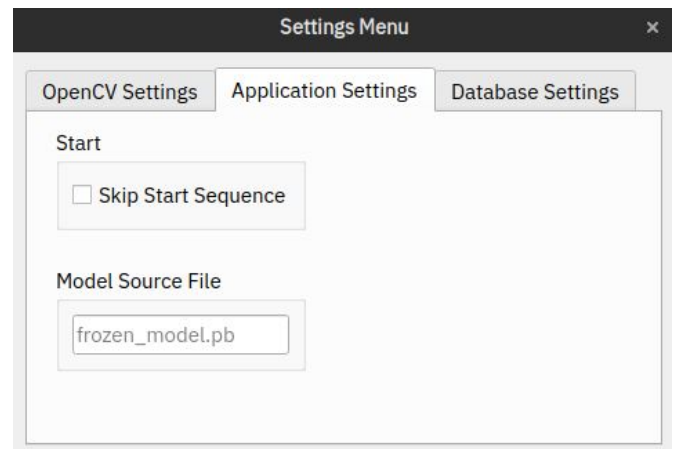 Settings Menu ×
OpenCV Settings Application Settings Database Settings
Start
Skip Start Sequence
Model Source File
frozen_model.pb